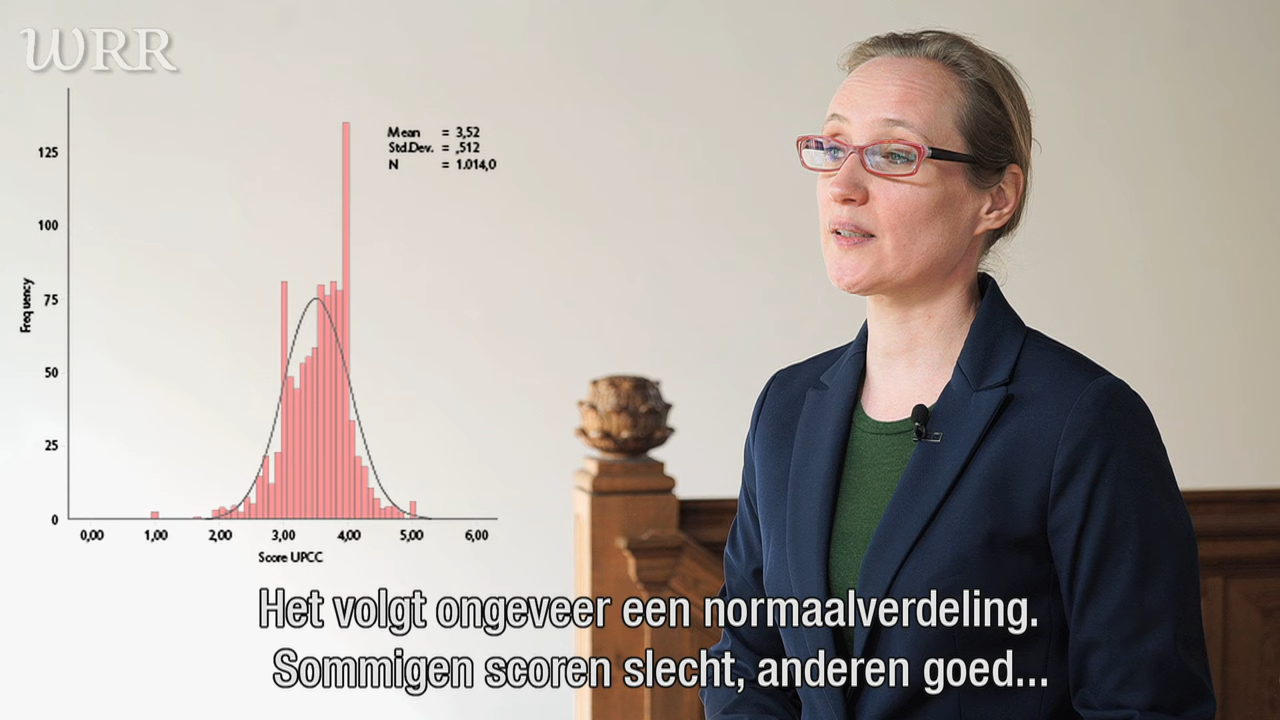 WRR
Mean = 3,52
Std.Dev. = ,512
N = 1.014,0
125
100
75
50
25
0
Frequency
0,00 1,00 2,00 3,00 4,00 5,00 6,00
Score UPCC
Het volgt ongeveer een normaalverdeling.
Sommigen scoren slecht, anderen goed...